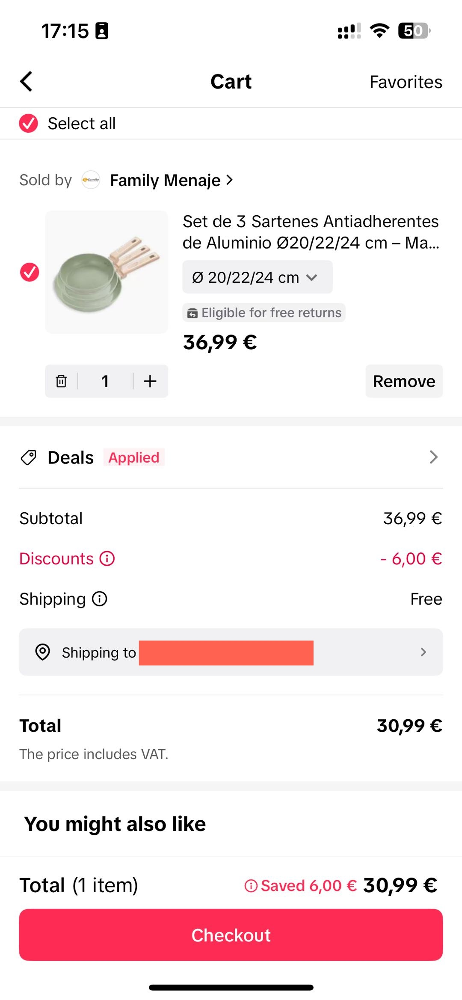 17:15
50
Cart
Favorites
Select all
Sold by family Family Menaje
Set de 3 Sartenes Antiadherentes
de Aluminio Ø20/22/24 cm – Ma...
Ø 20/22/24 cm
Eligible for free returns
36,99 €
1
Remove
Deals Applied
Subtotal 36,99 €
Discounts - 6,00 €
Shipping Free
Shipping to
Total 30,99 €
The price includes VAT.
You might also like
Total (1 item) Saved 6,00 € 30,99 €
Checkout